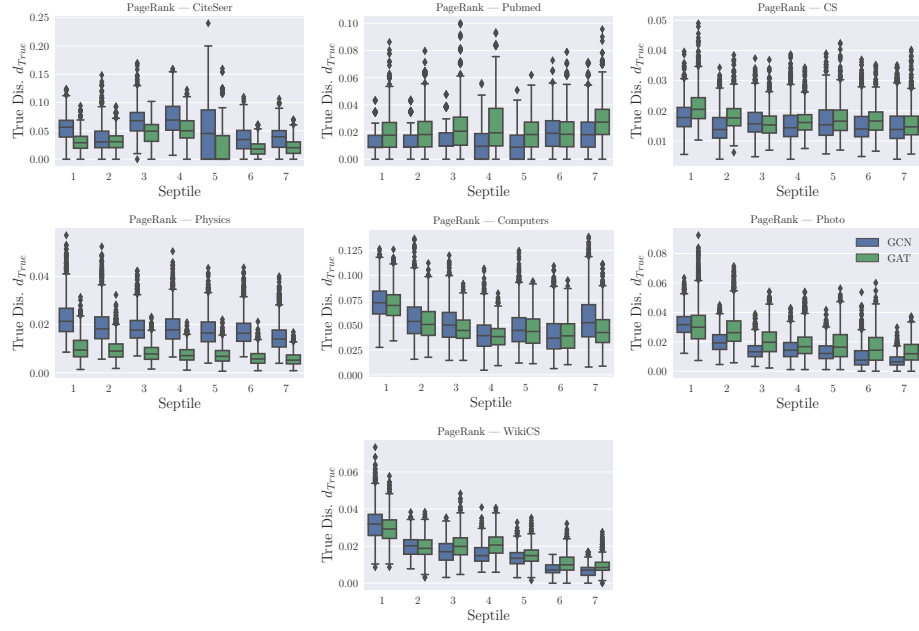 PageRank — CiteSeer
0.25
0.20
0.15
0.10
0.05
0.00
True Dis. d_True
1 2 3 4 5 6 7
Septile
PageRank — Pubmed
0.10
0.08
0.06
0.04
0.02
0.00
True Dis. d_True
1 2 3 4 5 6 7
Septile
PageRank — CS
0.05
0.04
0.03
0.02
0.01
True Dis. d_True
1 2 3 4 5 6 7
Septile
PageRank — Physics
0.04
0.02
0.00
True Dis. d_True
1 2 3 4 5 6 7
Septile
PageRank — Computers
0.125
0.100
0.075
0.050
0.025
0.000
True Dis. d_True
1 2 3 4 5 6 7
Septile
PageRank — Photo
GCN
GAT
0.08
0.06
0.04
0.02
0.00
True Dis. d_True
1 2 3 4 5 6 7
Septile
PageRank — WikiCS
0.06
0.04
0.02
0.00
True Dis. d_True
1 2 3 4 5 6 7
Septile